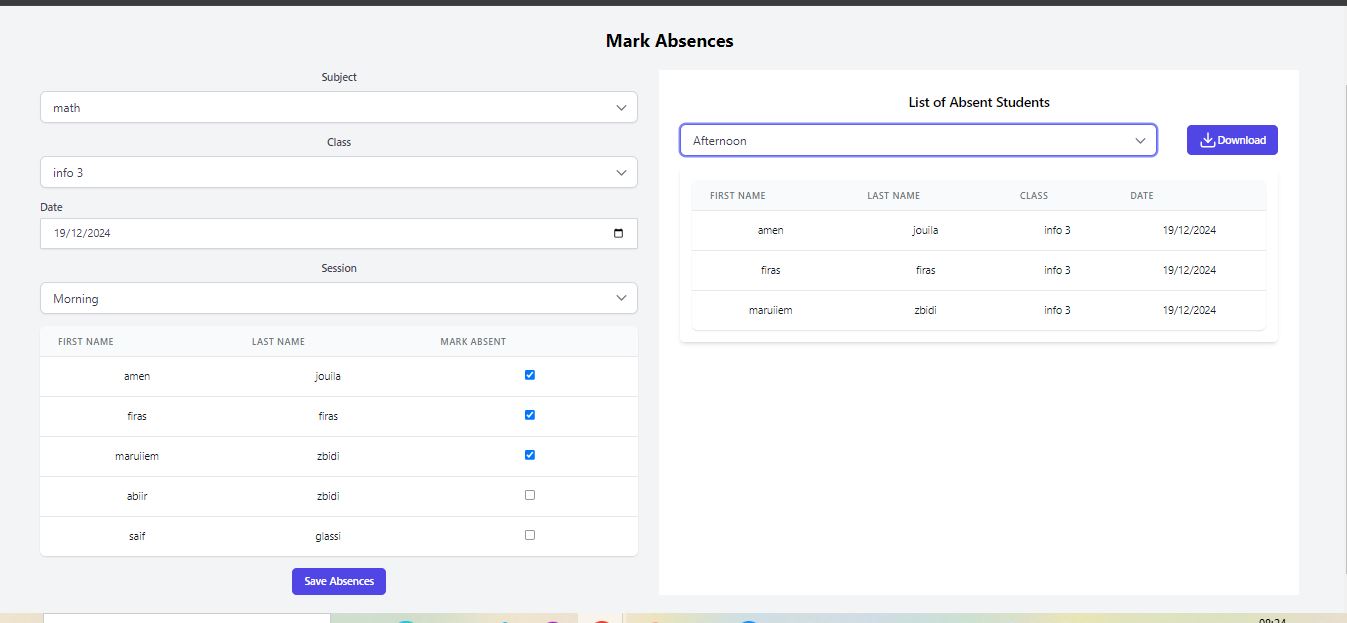 Mark Absences
Subject
math
Class
info 3
Date
19/12/2024
Session
Morning
FIRST NAME LAST NAME MARK ABSENT
amen jouila
firas firas
maruiiem zbidi
abiir zbidi
saif glassi
Save Absences
List of Absent Students
Afternoon
Download
FIRST NAME LAST NAME CLASS DATE
amen jouila info 3 19/12/2024
firas firas info 3 19/12/2024
maruiiem zbidi info 3 19/12/2024